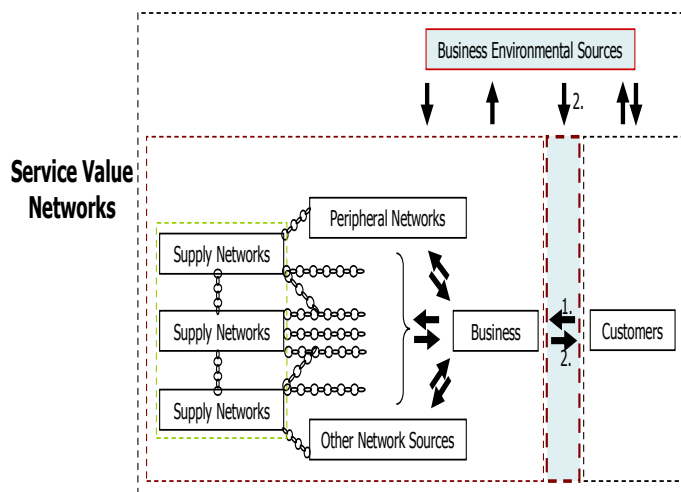 Business Environmental Sources
2.
Service Value
Networks
Peripheral Networks
Supply Networks
Supply Networks
1.
Business
Customers
2.
Supply Networks
Other Network Sources